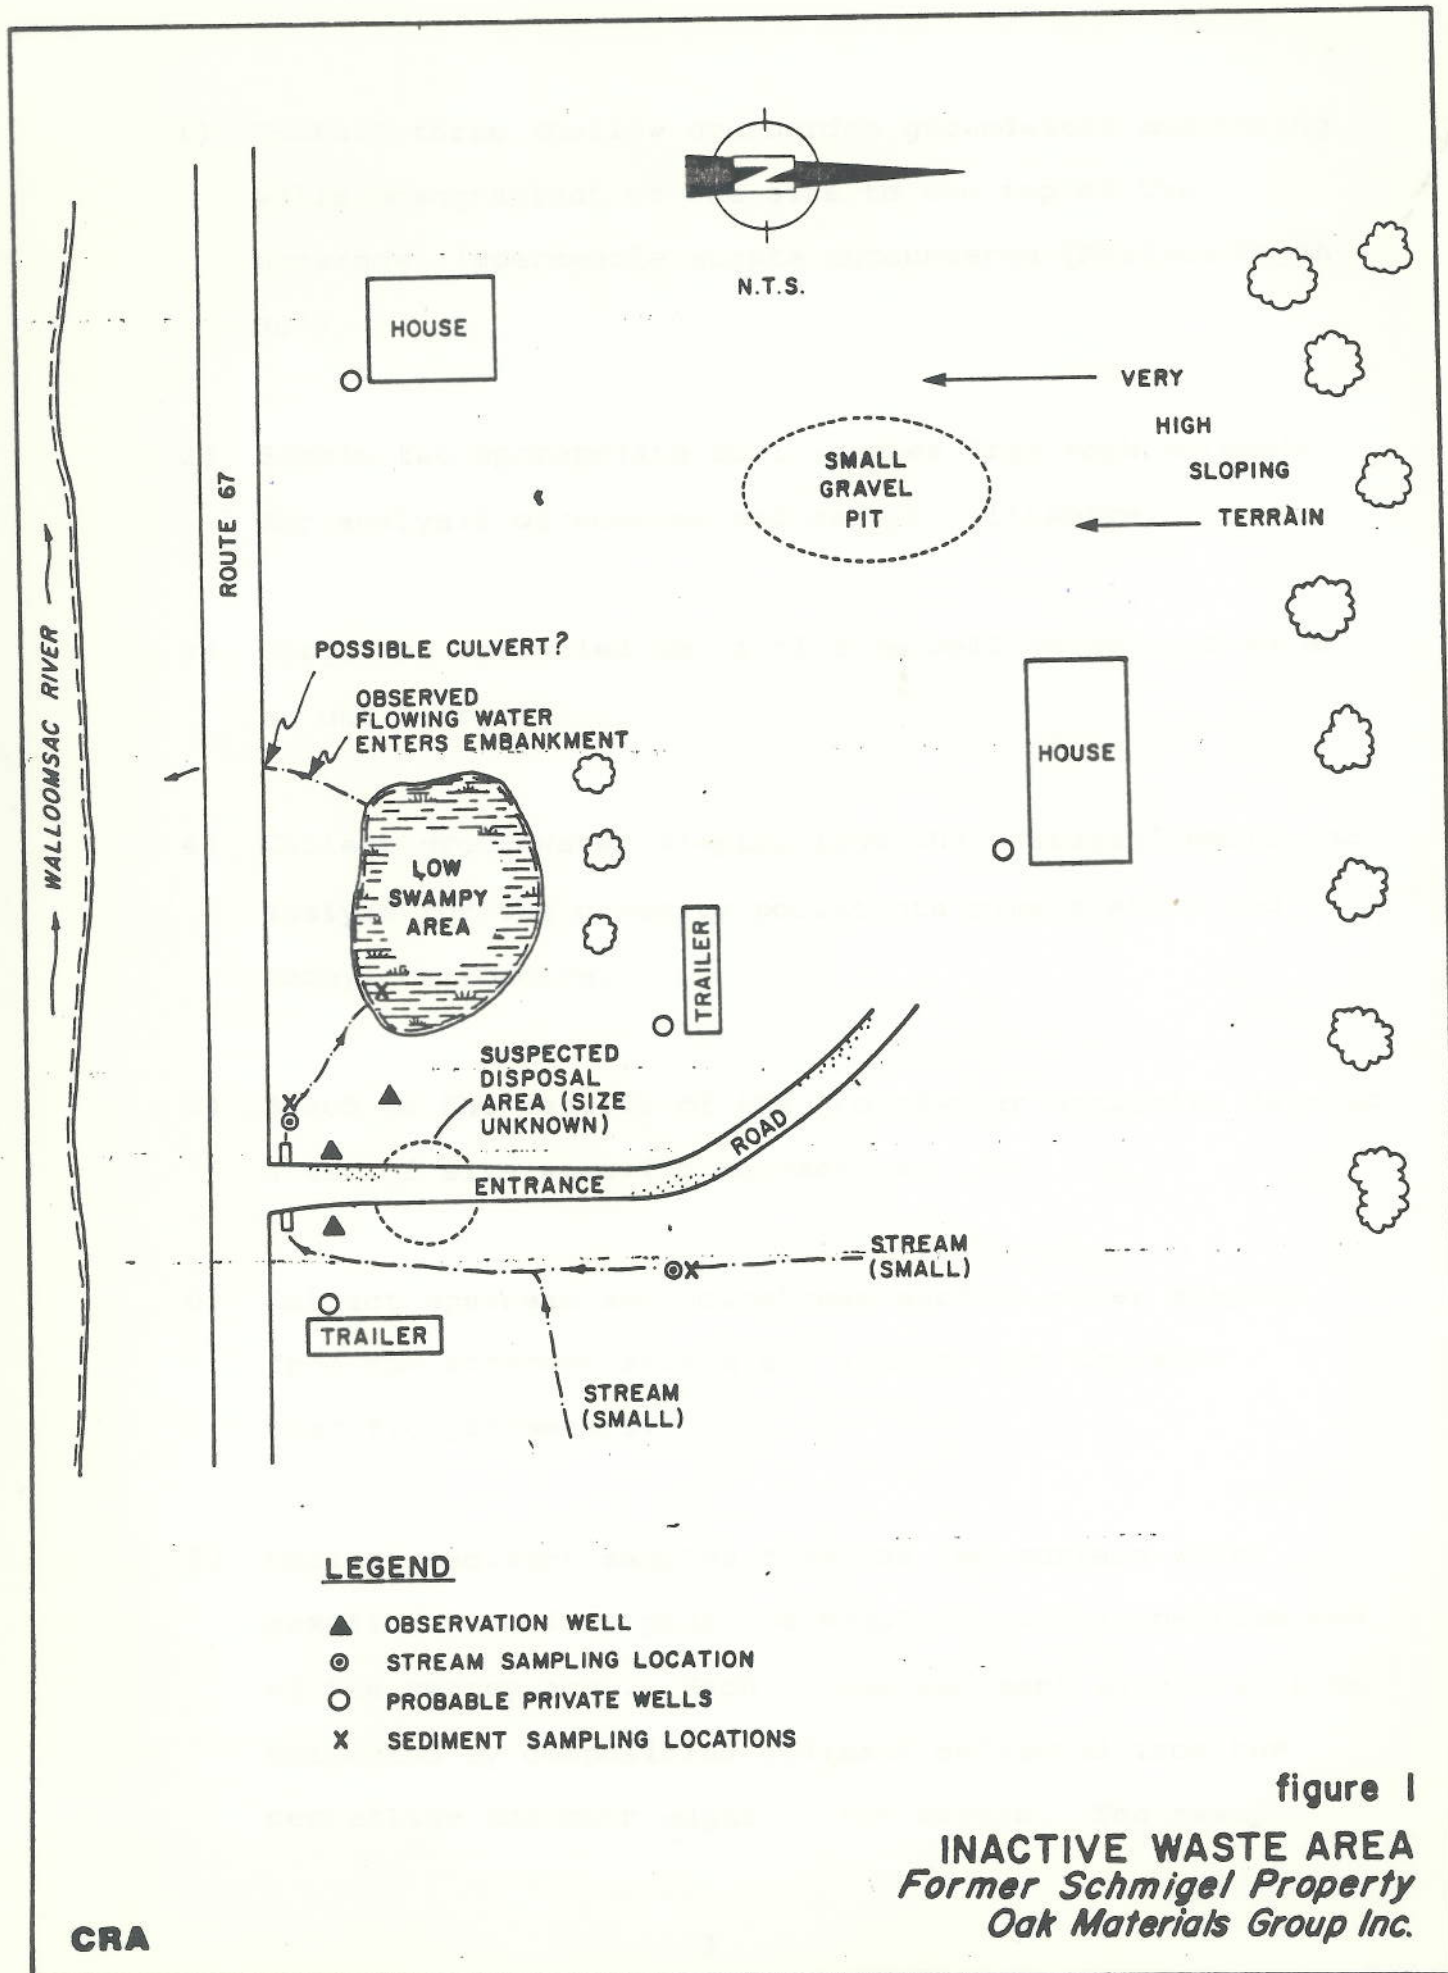 N
N.T.S.
HOUSE
VERY
HIGH
SLOPING
TERRAIN
SMALL
GRAVEL
PIT
ROUTE 67
WALLOOMSAC RIVER
POSSIBLE CULVERT?
OBSERVED
FLOWING WATER
ENTERS EMBANKMENT
HOUSE
LOW
SWAMPY
AREA
TRAILER
SUSPECTED
DISPOSAL
AREA (SIZE
UNKNOWN)
ROAD
ENTRANCE
STREAM
(SMALL)
TRAILER
STREAM
(SMALL)
LEGEND
OBSERVATION WELL
STREAM SAMPLING LOCATION
PROBABLE PRIVATE WELLS
X SEDIMENT SAMPLING LOCATIONS
figure 1
INACTIVE WASTE AREA
Former Schmigel Property
Oak Materials Group Inc.
CRA